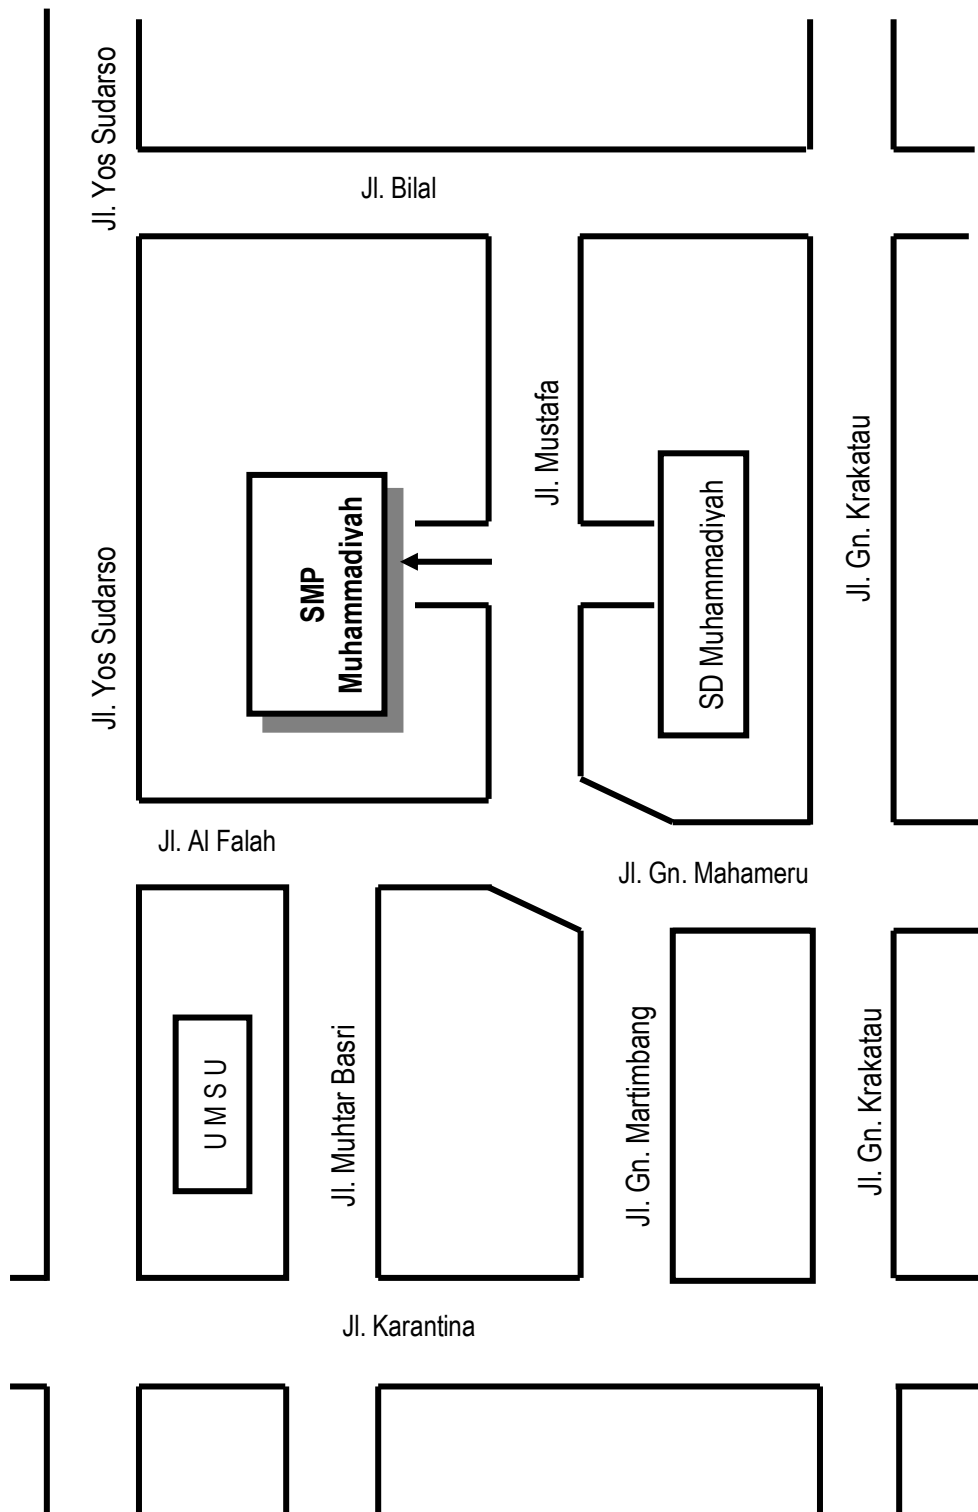 Jl. Yos Sudarso
Jl. Bilal
Jl. Mustafa
Jl. Gn. Krakatau
SMP
Muhammadiyah
SD Muhammadiyah
Jl. Yos Sudarso
Jl. Al Falah
Jl. Gn. Mahameru
U M S U
Jl. Muhtar Basri
Jl. Gn. Martimbang
Jl. Gn. Krakatau
Jl. Karantina